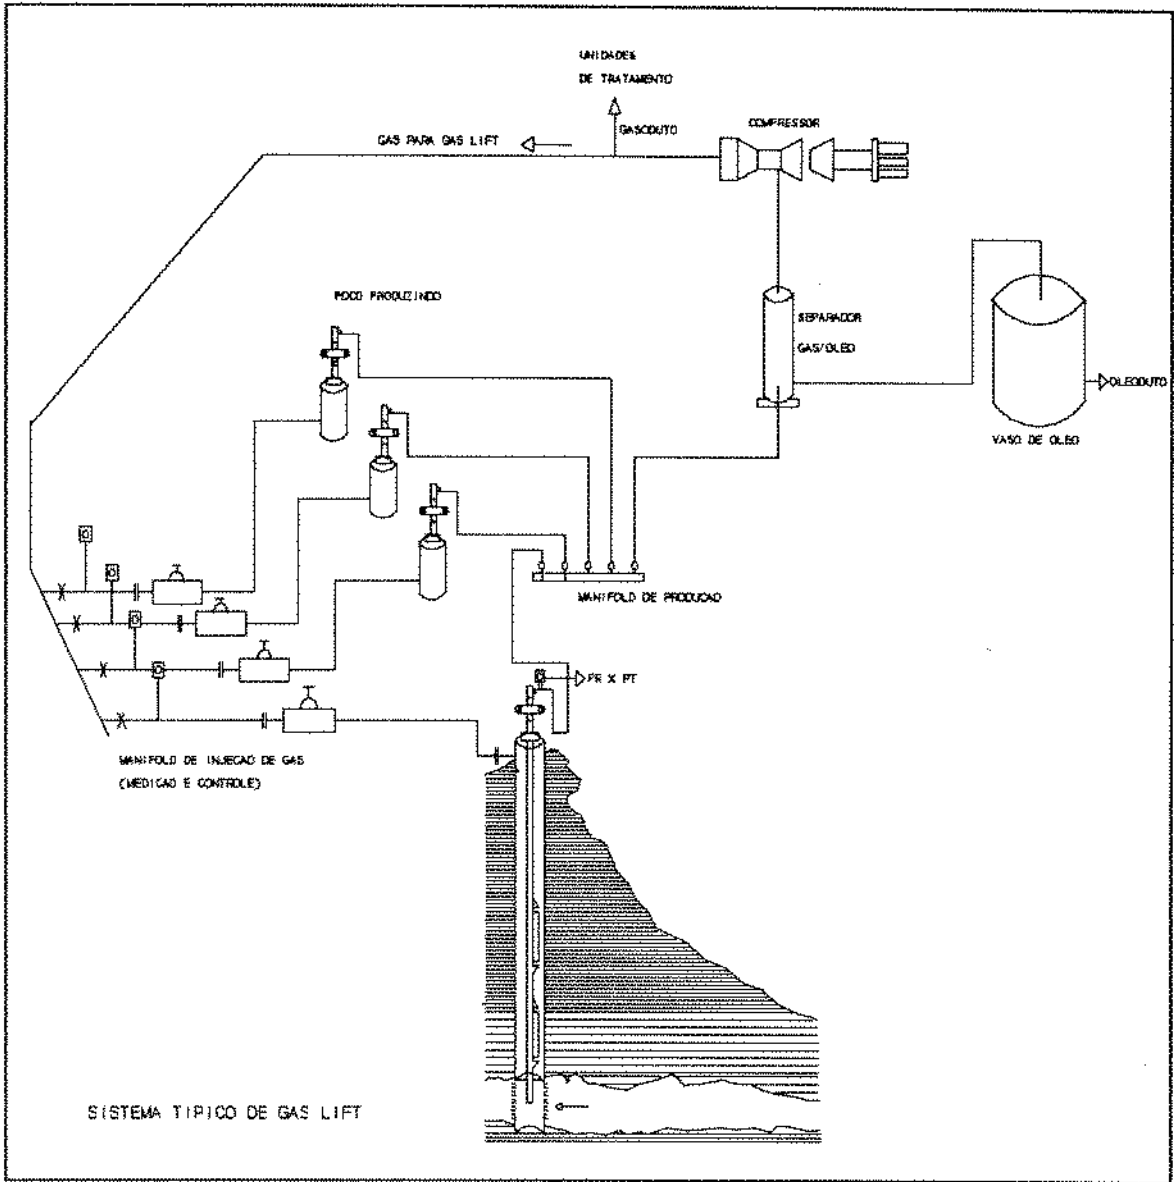 UNIDADES
DE TRATAMENTO
GASODUTO
COMPRESSOR
GAS PARA GAS LIFT
POCO PRODUZINDO
SEPARADOR
GAS/OLEO
OLEODUTO
VASO DE OLEO
MANIFOLD DE PRODUCAO
PR X PT
MANIFOLD DE INJECAO DE GAS
(MEDICAO E CONTROLE)
SISTEMA TIPICO DE GAS LIFT